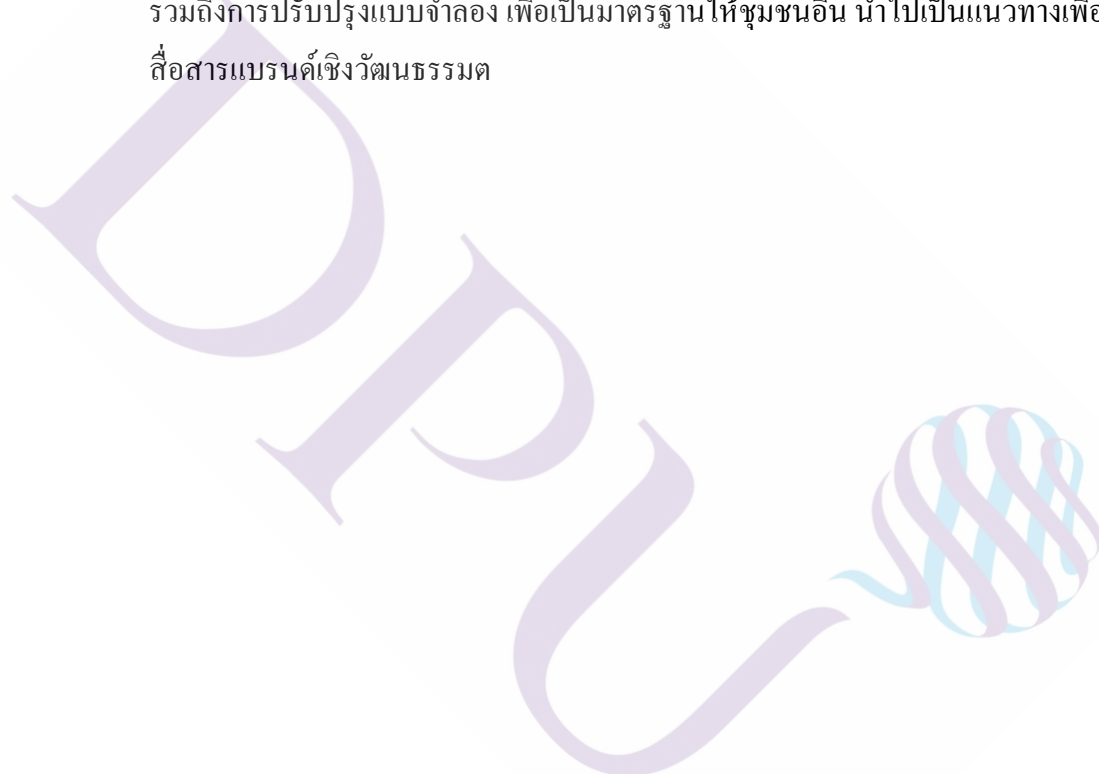 รวมถึงการปรับปรุงแบบจำลอง เพื่อเป็นมาตรฐานให้ชุมชนอื่น นำไปเป็นแนวทางเพื่อ
สื่อสารแบรนด์เชิงวัฒนธรรมต
DPU